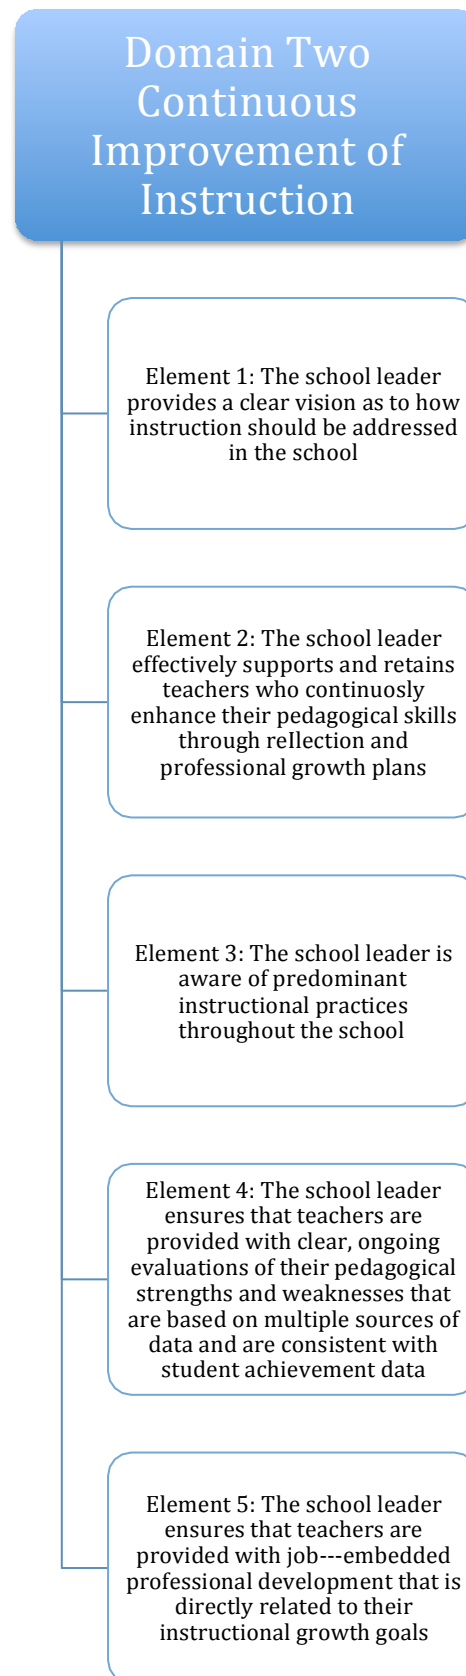 Domain Two
Continuous
Improvement of
Instruction
Element 1: The school leader
provides a clear vision as to how
instruction should be addressed
in the school
Element 2: The school leader
effectively supports and retains
teachers who continuosly
enhance their pedagogical skills
through reIlection and
professional growth plans
Element 3: The school leader is
aware of predominant
instructional practices
throughout the school
Element 4: The school leader
ensures that teachers are
provided with clear, ongoing
evaluations of their pedagogical
strengths and weaknesses that
are based on multiple sources of
data and are consistent with
student achievement data
Element 5: The school leader
ensures that teachers are
provided with job---embedded
professional development that is
directly related to their
instructional growth goals